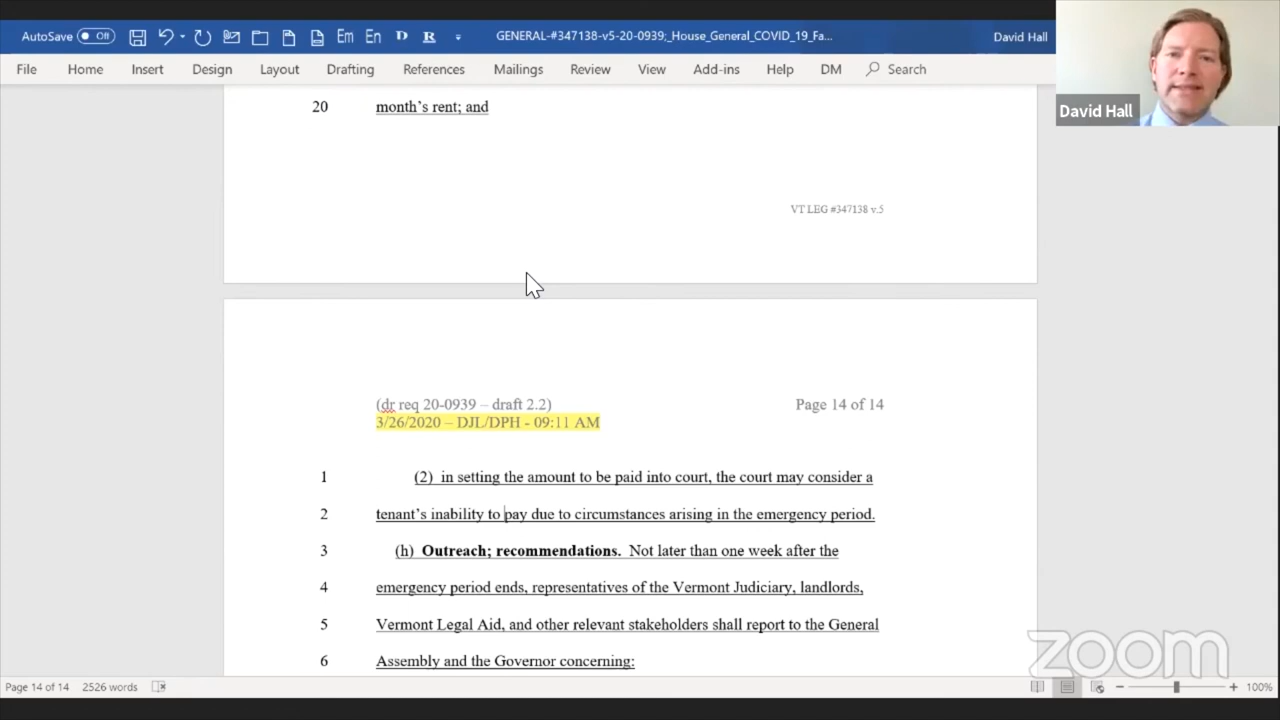 AutoSave Off Em En D R GENERAL-#347138-v5-20-0939;_House_General_COVID_19_Fa... David Hall
File Home Insert Design Layout Drafting References Mailings Review View Add-ins Help DM Search
David Hall
20 month's rent; and
VT LEG #347138 v.5
(dr req 20-0939 – draft 2.2) Page 14 of 14
3/26/2020 – DJL/DPH - 09:11 AM
1 (2) in setting the amount to be paid into court, the court may consider a
2 tenant's inability to pay due to circumstances arising in the emergency period.
3 (h) Outreach; recommendations. Not later than one week after the
4 emergency period ends, representatives of the Vermont Judiciary, landlords,
5 Vermont Legal Aid, and other relevant stakeholders shall report to the General
6 Assembly and the Governor concerning:
zoom
Page 14 of 14 2526 words 100%